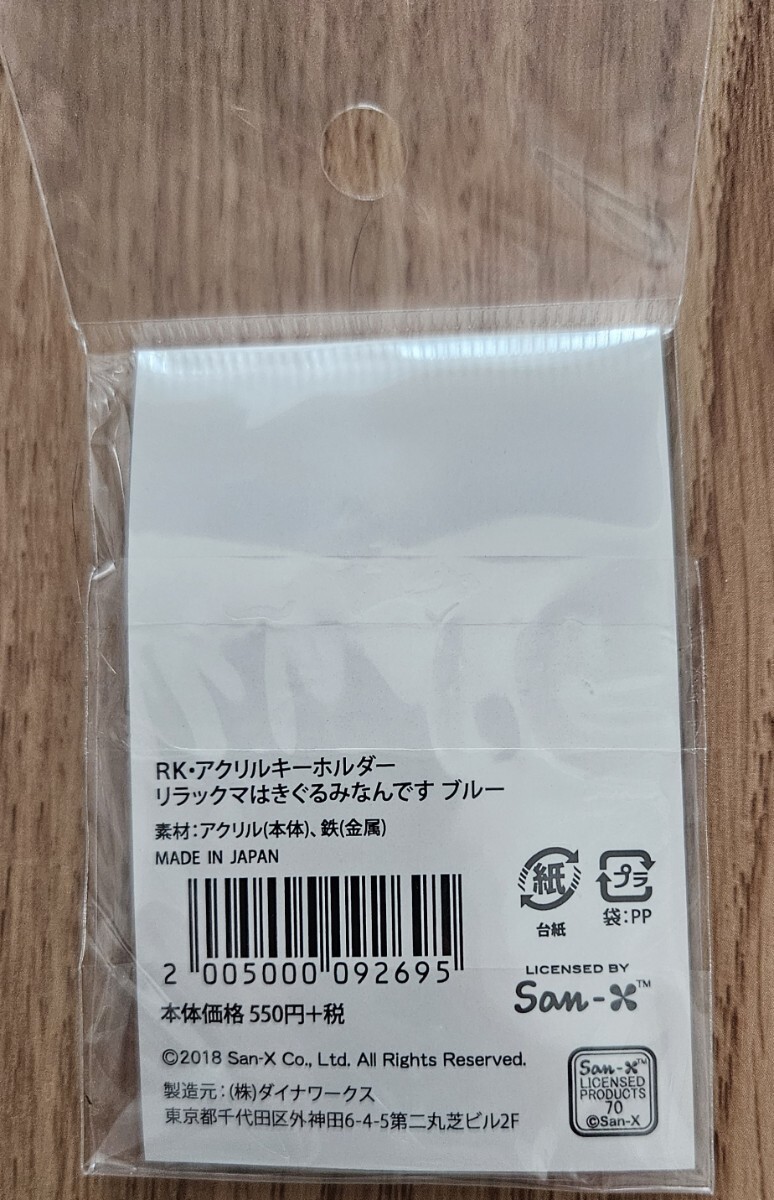 RK・アクリルキーホルダー
リラックマはきぐるみなんです ブルー
素材：アクリル(本体)、鉄(金属)
MADE IN JAPAN
2 005000 092695
本体価格 550円+税
紙
台紙
プラ
袋：PP
LICENSED BY
San-X™
©2018 San-X Co., Ltd. All Rights Reserved.
製造元：(株)ダイナワークス
東京都千代田区外神田6-4-5第二丸芝ビル2F
San-X™
LICENSED
PRODUCTS
70
©San-X